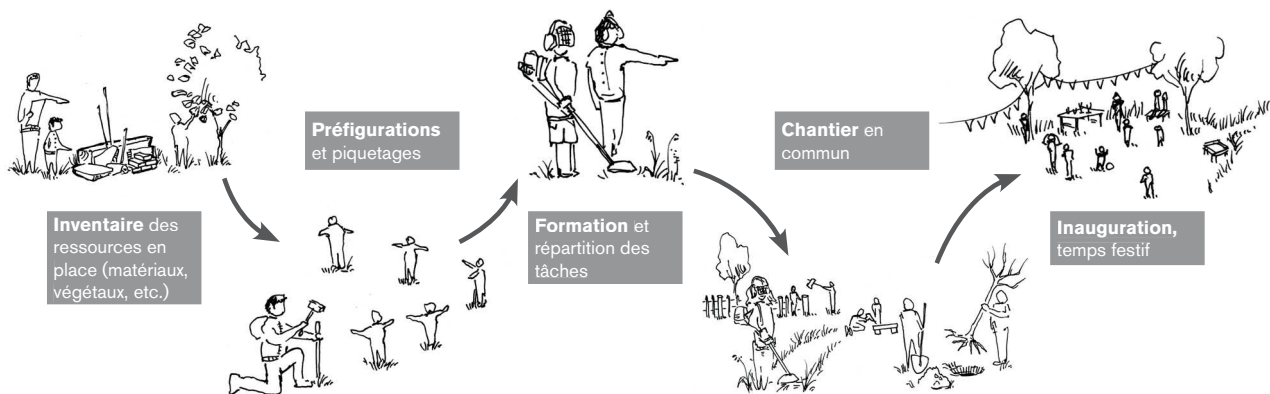 Inventaire des
ressources en
place (matériaux,
végétaux, etc.)
Préfigurations
et piquetages
Formation et
répartition des
tâches
Chantier en
commun
Inauguration,
temps festif